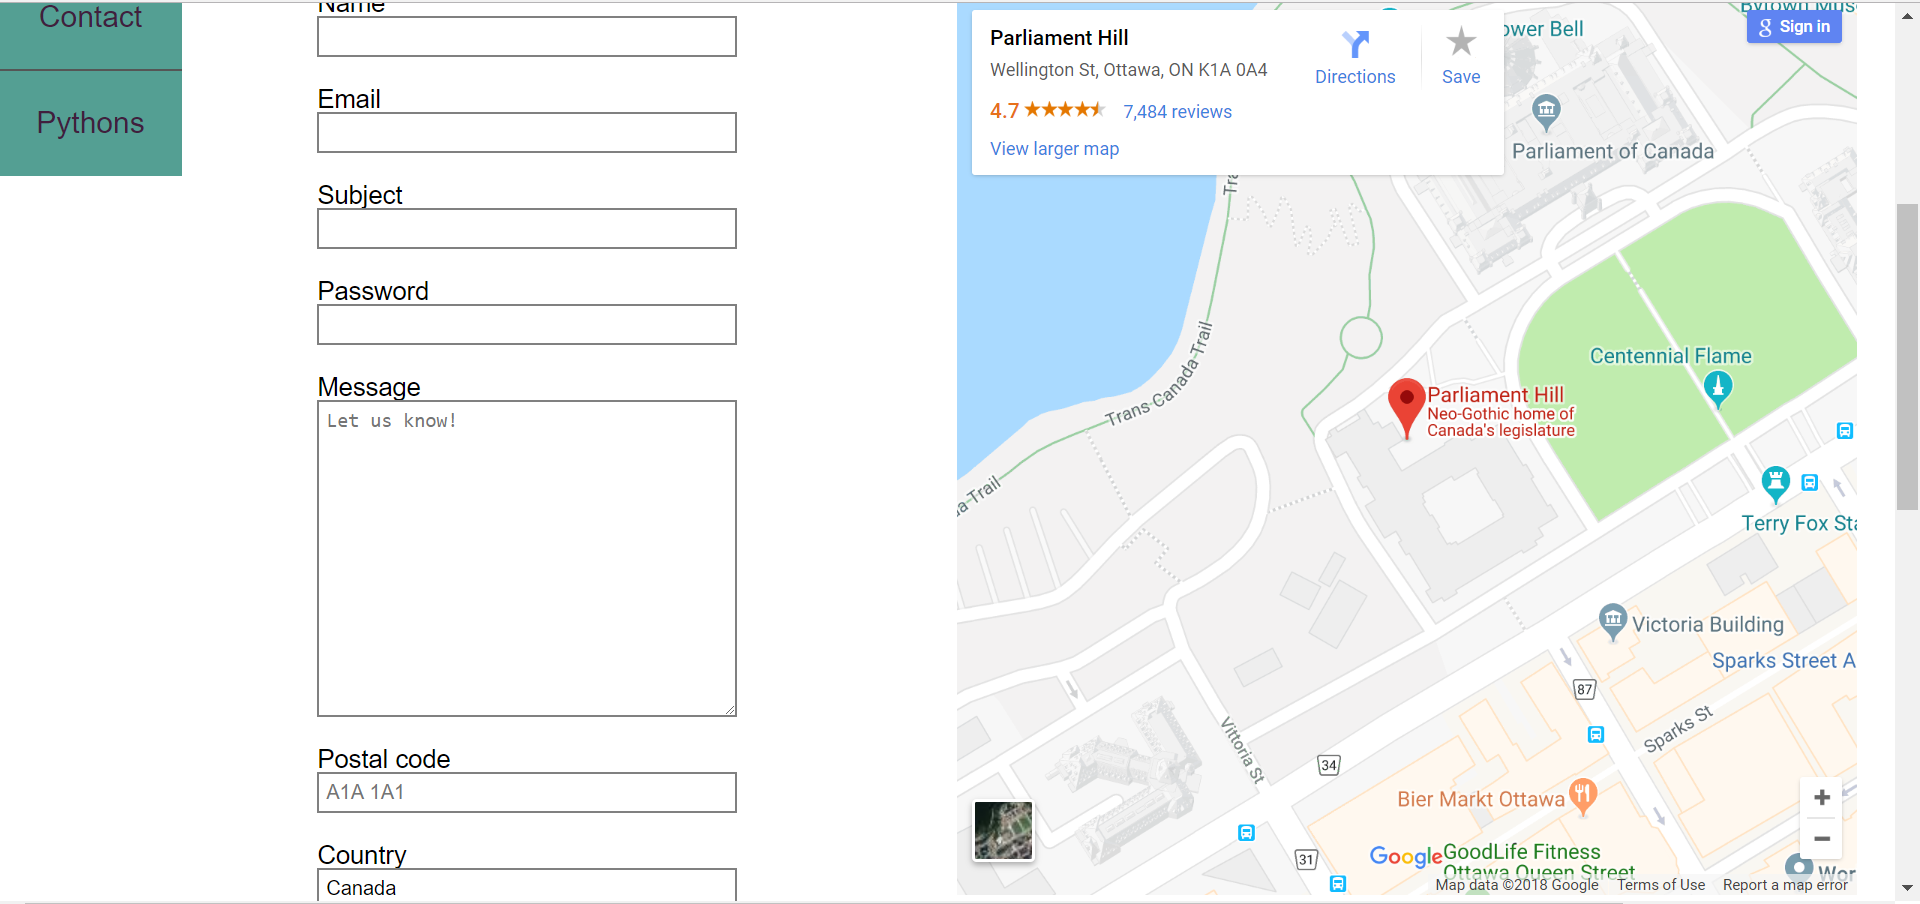 Contact
Pythons
Name
Email
Subject
Password
Message
Let us know!
Postal code
A1A 1A1
Country
Canada
Parliament Hill
Wellington St, Ottawa, ON K1A 0A4
4.7
7,484 reviews
View larger map
Directions
Save
Sign in
ower Bell
Parliament of Canada
Tra
Trans Canada Trail
da Trail
Centennial Flame
Parliament Hill
Neo-Gothic home of
Canada's legislature
Terry Fox Sta
Victoria Building
Sparks Street A
87
Sparks St
Vittoria St
34
Bier Markt Ottawa
31
Google
GoodLife Fitness
Ottawa Queen Street
Wor
Map data ©2018 Google
Terms of Use
Report a map error